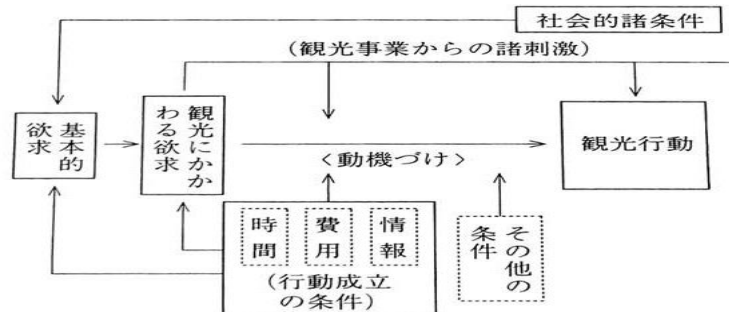 社会的諸条件
(観光事業からの諸刺激)
基本的
欲求
観光にかか
わる欲求
<動機づけ>
観光行動
時間
費用
情報
(行動成立
の条件)
その他の
条件